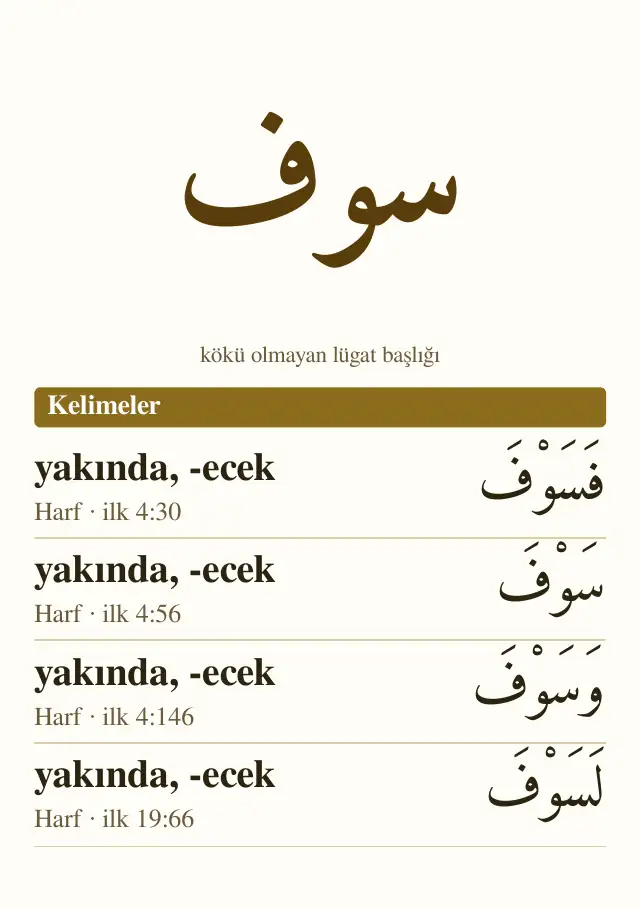 سوف
kökü olmayan lügat başlığı
Kelimeler
yakında, -ecek فَسَوْفَ
Harf · ilk 4:30
yakında, -ecek سَوْفَ
Harf · ilk 4:56
yakında, -ecek وَسَوْفَ
Harf · ilk 4:146
yakında, -ecek لَسَوْفَ
Harf · ilk 19:66